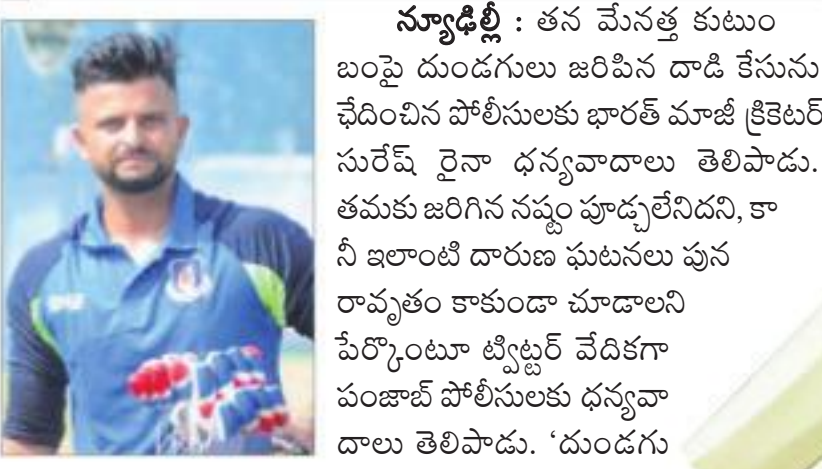 న్యూఢిల్లీ : తన మేనత్త కుటుం
బంపై దుండగులు జరిపిన దాడి కేసును
ఛేదించిన పోలీసులకు భారత్ మాజీ క్రికెటర్
సురేష్ రైనా ధన్యవాదాలు తెలిపాడు.
తమకు జరిగిన నష్టం పూడ్చలేనిదని, కా
నీ ఇలాంటి దారుణ ఘటనలు పున
రావృతం కాకుండా చూడాలని
పేర్కొంటూ ట్విట్టర్ వేదికగా
పంజాబ్ పోలీసులకు ధన్యవా
దాలు తెలిపాడు. ‘దుండగు